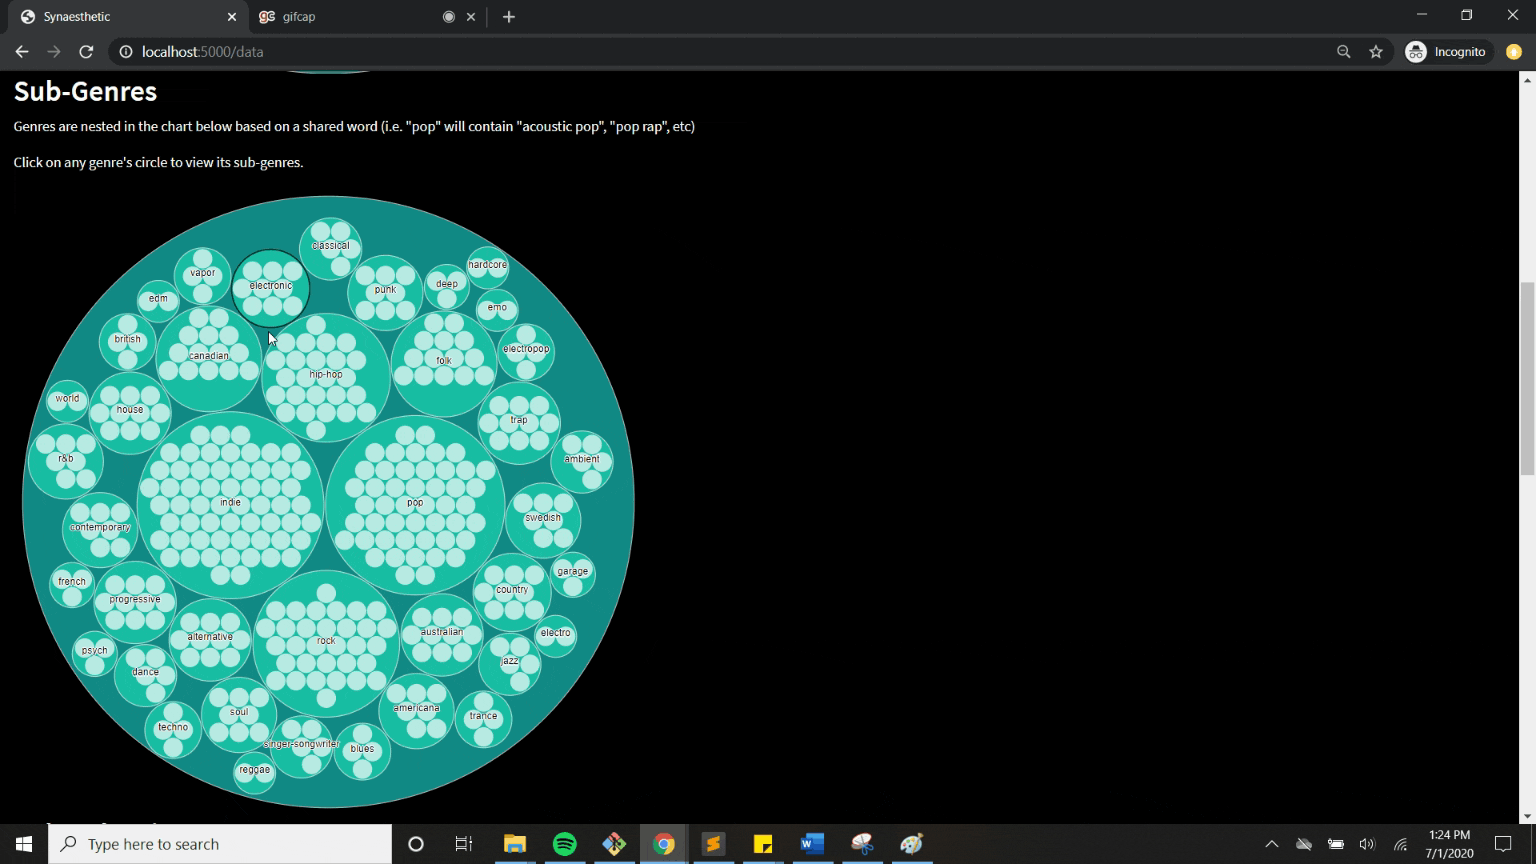 Synaesthetic
gifcap
localhost:5000/data
Incognito
Sub-Genres
Genres are nested in the chart below based on a shared word (i.e. "pop" will contain "acoustic pop", "pop rap", etc)
Click on any genre's circle to view its sub-genres.
classical
hardcore
vapor
electronic
punk
deep
edm
emo
british
canadian
hip-hop
folk
electropop
world
house
trap
r&b
ambient
indie
pop
contemporary
swedish
french
garage
progressive
country
alternative
rock
australian
electro
psych
dance
jazz
soul
americana
trance
techno
singer-songwriter
blues
reggae
Type here to search
1:24 PM
7/1/2020